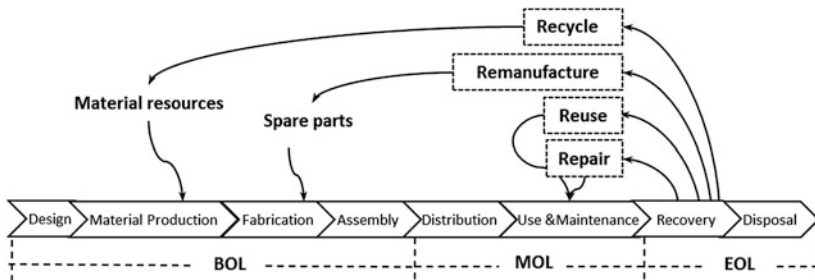 Recycle
Remanufacture
Material resources
Spare parts
Reuse
Repair
Design
Material Production
Fabrication
Assembly
Distribution
Use &Maintenance
Recovery
Disposal
BOL
MOL
EOL